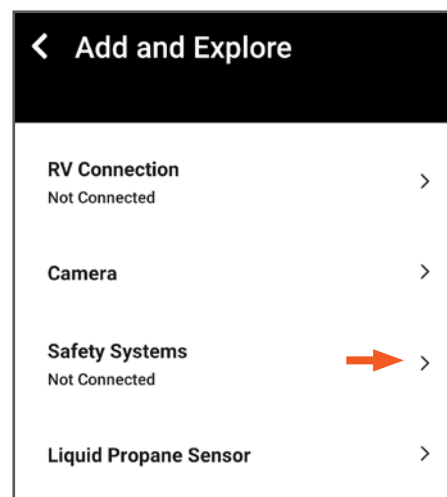 Add and Explore
RV Connection
Not Connected
Camera
Safety Systems
Not Connected
Liquid Propane Sensor